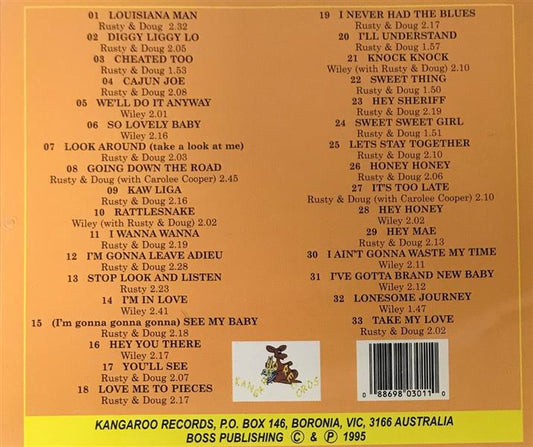 01 LOUISIANA MAN
Rusty & Doug 2.32
02 DIGGY LIGGY LO
Rusty & Doug 2.05
03 CHEATED TOO
Rusty & Doug 1.53
04 CAJUN JOE
Rusty & Doug 2.08
05 WE'LL DO IT ANYWAY
Wiley 2.01
06 SO LOVELY BABY
Wiley 2.16
07 LOOK AROUND (take a look at me)
Rusty & Doug 2.03
08 GOING DOWN THE ROAD
Rusty & Doug (with Carolee Cooper) 2.45
09 KAW LIGA
Rusty & Doug 2.16
10 RATTLESNAKE
Wiley (with Rusty & Doug) 2.02
11 I WANNA WANNA
Rusty & Doug 2.19
12 I'M GONNA LEAVE ADIEU
Rusty & Doug 2.28
13 STOP LOOK AND LISTEN
Rusty 2.23
14 I'M IN LOVE
Wiley 2.41
15 (I'm gonna gonna gonna) SEE MY BABY
Rusty & Doug 2.18
16 HEY YOU THERE
Wiley 2.17
17 YOU'LL SEE
Rusty & Doug 2.07
18 LOVE ME TO PIECES
Rusty & Doug 2.17
19 I NEVER HAD THE BLUES
Rusty & Doug 2.17
20 I'LL UNDERSTAND
Rusty & Doug 1.57
21 KNOCK KNOCK
Wiley (with Rusty & Doug) 2.10
22 SWEET THING
Rusty & Doug 1.50
23 HEY SHERIFF
Rusty & Doug 2.19
24 SWEET SWEET GIRL
Rusty & Doug 1.51
25 LETS STAY TOGETHER
Rusty & Doug 2.10
26 HONEY HONEY
Rusty & Doug 2.06
27 IT'S TOO LATE
Rusty & Doug (with Carolee Cooper) 2.10
28 HEY HONEY
Wiley 2.02
29 HEY MAE
Rusty & Doug 2.13
30 I AIN'T GONNA WASTE MY TIME
Wiley 2.11
31 I'VE GOTTA BRAND NEW BABY
Wiley 2.12
32 LONESOME JOURNEY
Wiley 1.47
33 TAKE MY LOVE
Rusty & Doug 2.02
0 88698 03011 0
KANGAROO RECORDS, P.O. BOX 146, BORONIA, VIC, 3166 AUSTRALIA
BOSS PUBLISHING © & ℗ 1995